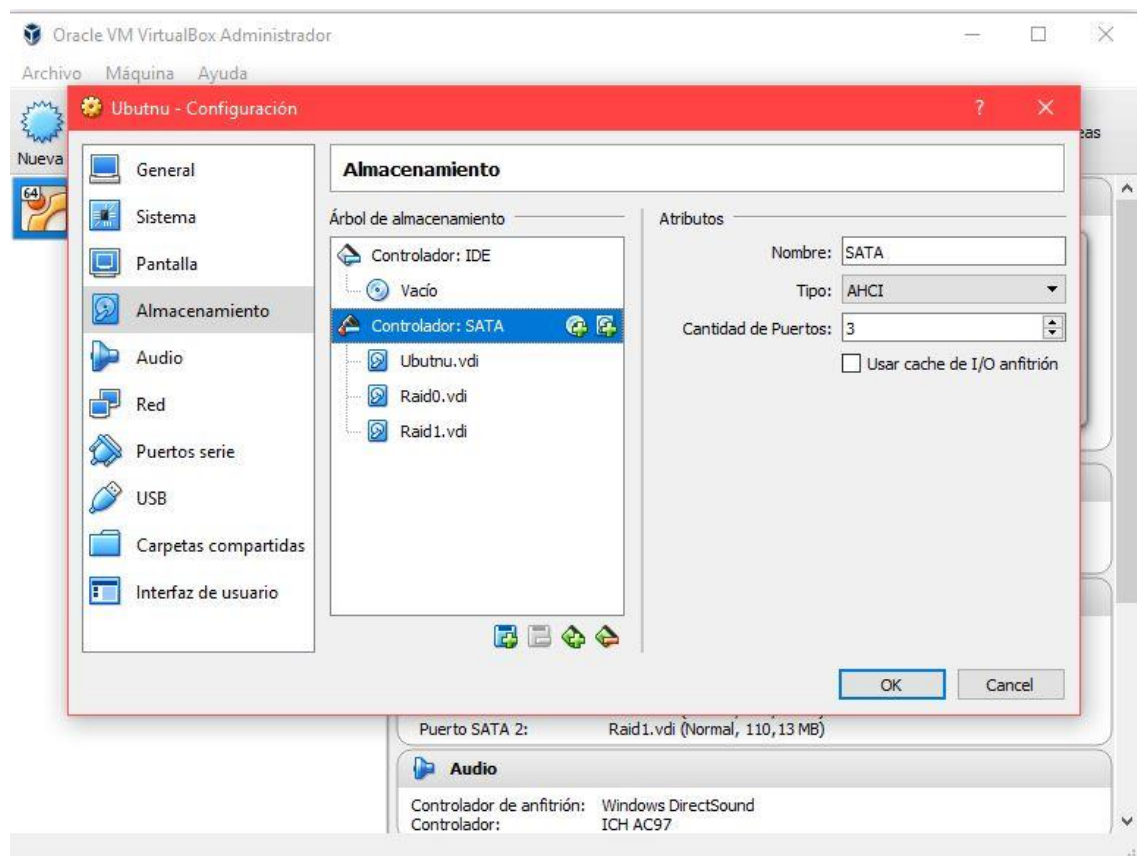 Oracle VM VirtualBox Administrador
Archivo Máquina Ayuda
Nueva
eas
64
Ubutnu - Configuración
?
General
Sistema
Pantalla
Almacenamiento
Audio
Red
Puertos serie
USB
Carpetas compartidas
Interfaz de usuario
Almacenamiento
Árbol de almacenamiento
Controlador: IDE
Vacío
Controlador: SATA
Ubutnu.vdi
Raid0.vdi
Raid1.vdi
Atributos
Nombre: SATA
Tipo: AHCI
Cantidad de Puertos: 3
Usar cache de I/O anfitrión
OK Cancel
Puerto SATA 2: Raid1.vdi (Normal, 110,13 MB)
Audio
Controlador de anfitrión: Windows DirectSound
Controlador: ICH AC97